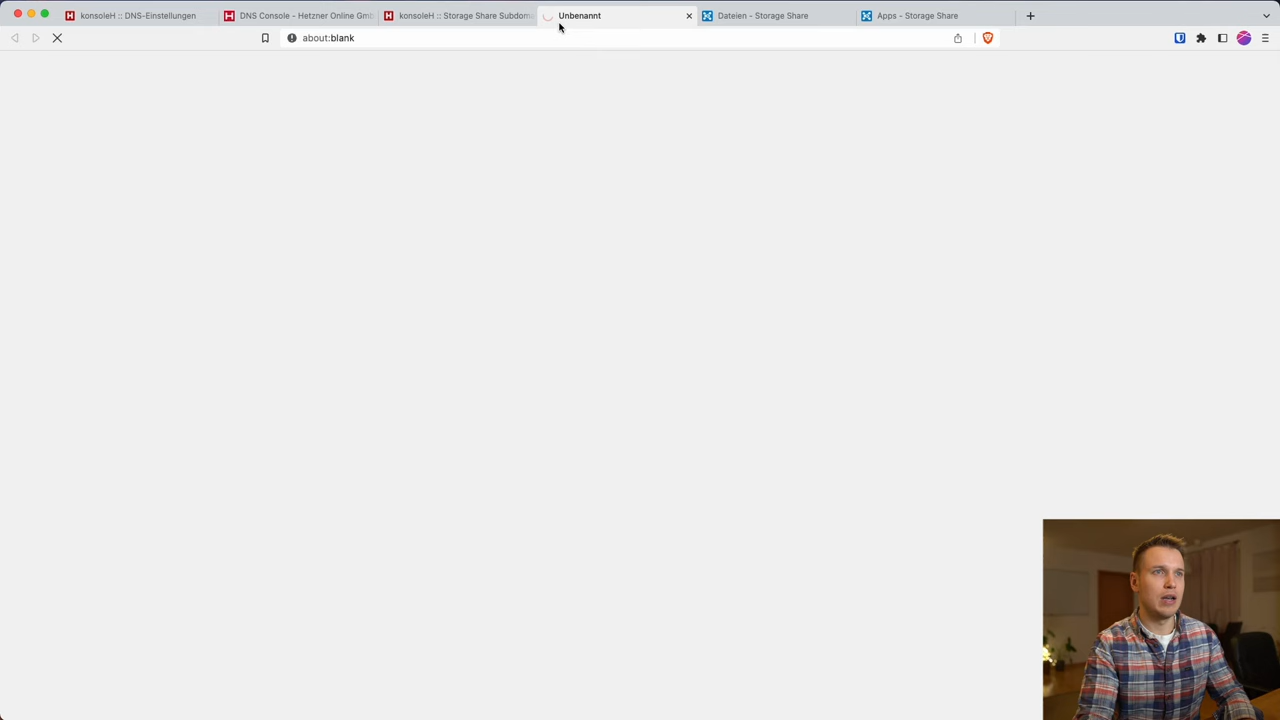 konsoleH :: DNS-Einstellungen
DNS Console - Hetzner Online Gmb
konsoleH :: Storage Share Subdom
Unbenannt
Dateien - Storage Share
Apps - Storage Share
about:blank